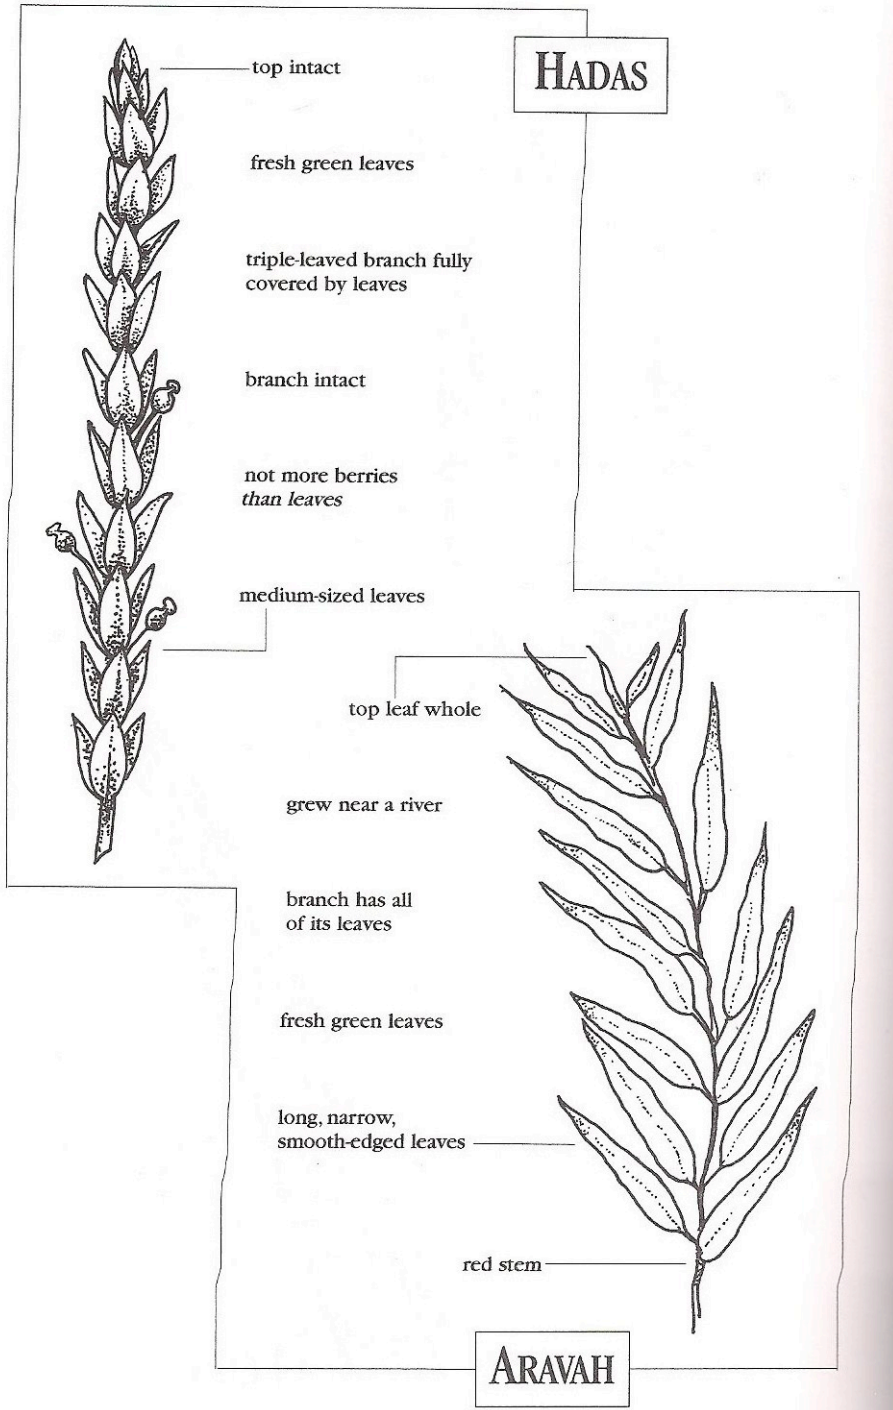 HADAS
top intact
fresh green leaves
triple-leaved branch fully
covered by leaves
branch intact
not more berries
than leaves
medium-sized leaves
top leaf whole
grew near a river
branch has all
of its leaves
fresh green leaves
long, narrow,
smooth-edged leaves
red stem
ARAVAH